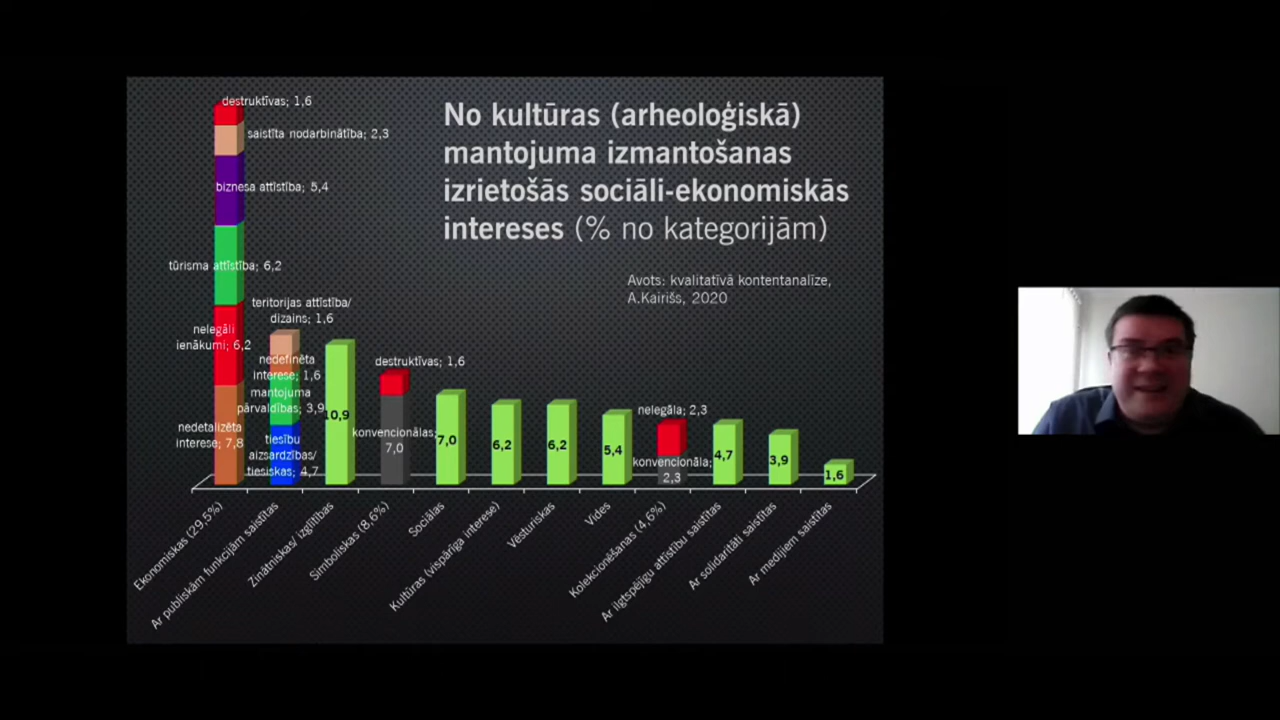 No kultūras (arheoloģiskā)
mantojuma izmantošanas
izrietošās sociāli-ekonomiskās
intereses (% no kategorijām)
Avots: kvalitatīvā kontentanalīze,
A.Kairišs, 2020
destruktīvas; 1,6
saistīta nodarbinātība; 2,3
biznesa attīstība; 5,4
tūrisma attīstība; 6,2
nelegāli
ienākumi; 6,2
nedetalizēta
interese; 7,8
teritorijas attīstība/
dizains; 1,6
nedefinēta
interese; 1,6
mantojuma
pārvaldības; 3,9
tiesību
aizsardzības/
tiesiskas; 4,7
10,9
destruktīvas; 1,6
konvencionālas;
7,0
7,0
6,2
6,2
5,4
nelegāla; 2,3
konvencionāla;
2,3
4,7
3,9
1,6
Ekonomiskas (29,5%)
Ar publiskām funkcijām saistītas
Zinātniskas/ izglītības
Simboliskas (8,6%)
Sociālas
Kultūras (vispārīga interese)
Vēsturiskas
Vides
Kolekcionēšanas (4,6%)
Ar ilgtspējīgu attīstību saistītas
Ar solidaritāti saistītas
Ar medijiem saistītas